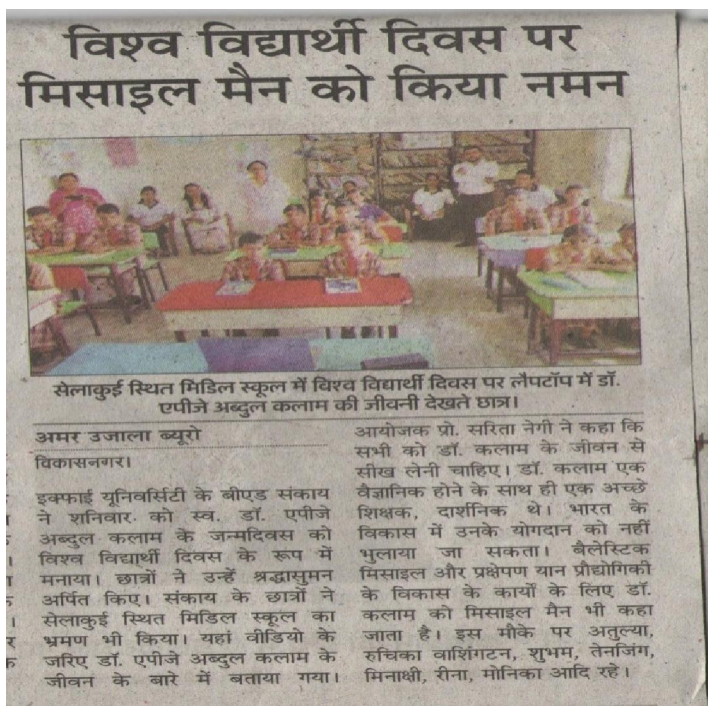 विश्व विद्यार्थी दिवस पर
मिसाइल मैन को किया नमन
सेलाकुई स्थित मिडिल स्कूल में विश्व विद्यार्थी दिवस पर लैपटॉप में डॉ.
एपीजे अब्दुल कलाम की जीवनी देखते छात्र।
अमर उजाला ब्यूरो
विकासनगर।
इक्फाई यूनिवर्सिटी के बीएड संकाय
ने शनिवार को स्व. डॉ. एपीजे
अब्दुल कलाम के जन्मदिवस को
विश्व विद्यार्थी दिवस के रूप में
मनाया। छात्रों ने उन्हें श्रद्धासुमन
अर्पित किए। संकाय के छात्रों ने
सेलाकुई स्थित मिडिल स्कूल का
भ्रमण भी किया। यहां वीडियो के
जरिए डॉ. एपीजे अब्दुल कलाम के
जीवन के बारे में बताया गया।
आयोजक प्रो. सरिता नेगी ने कहा कि
सभी को डॉ. कलाम के जीवन से
सीख लेनी चाहिए। डॉ. कलाम एक
वैज्ञानिक होने के साथ ही एक अच्छे
शिक्षक, दार्शनिक थे। भारत के
विकास में उनके योगदान को नहीं
भुलाया जा सकता। बैलेस्टिक
मिसाइल और प्रक्षेपण यान प्रौद्योगिकी
के विकास के कार्यों के लिए डॉ.
कलाम को मिसाइल मैन भी कहा
जाता है। इस मौके पर अतुल्या,
रुचिका वाशिंगटन, शुभम, तेनजिंग,
मिनाक्षी, रीना, मोनिका आदि रहे।